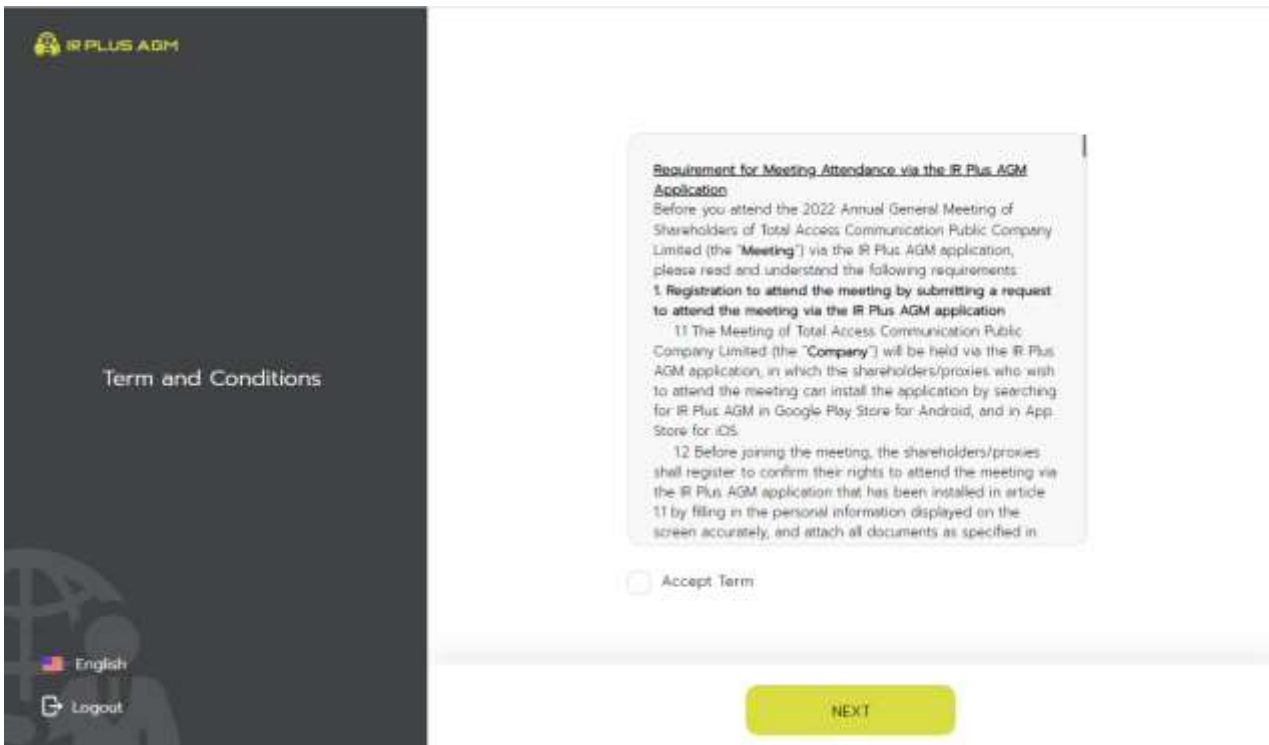 IR PLUS AGM
Term and Conditions
English
Logout
Requirement for Meeting Attendance via the IR Plus AGM
Application
Before you attend the 2022 Annual General Meeting of
Shareholders of Total Access Communication Public Company
Limited (the "Meeting") via the IR Plus AGM application,
please read and understand the following requirements:
1. Registration to attend the meeting by submitting a request
to attend the meeting via the IR Plus AGM application
1.1 The Meeting of Total Access Communication Public
Company Limited (the "Company") will be held via the IR Plus
AGM application, in which the shareholders/proxies who wish
to attend the meeting can install the application by searching
for IR Plus AGM in Google Play Store for Android, and in App
Store for iOS.
1.2 Before joining the meeting, the shareholders/proxies
shall register to confirm their rights to attend the meeting via
the IR Plus AGM application that has been installed in article
1.1 by filling in the personal information displayed on the
screen accurately, and attach all documents as specified in
Accept Term
NEXT